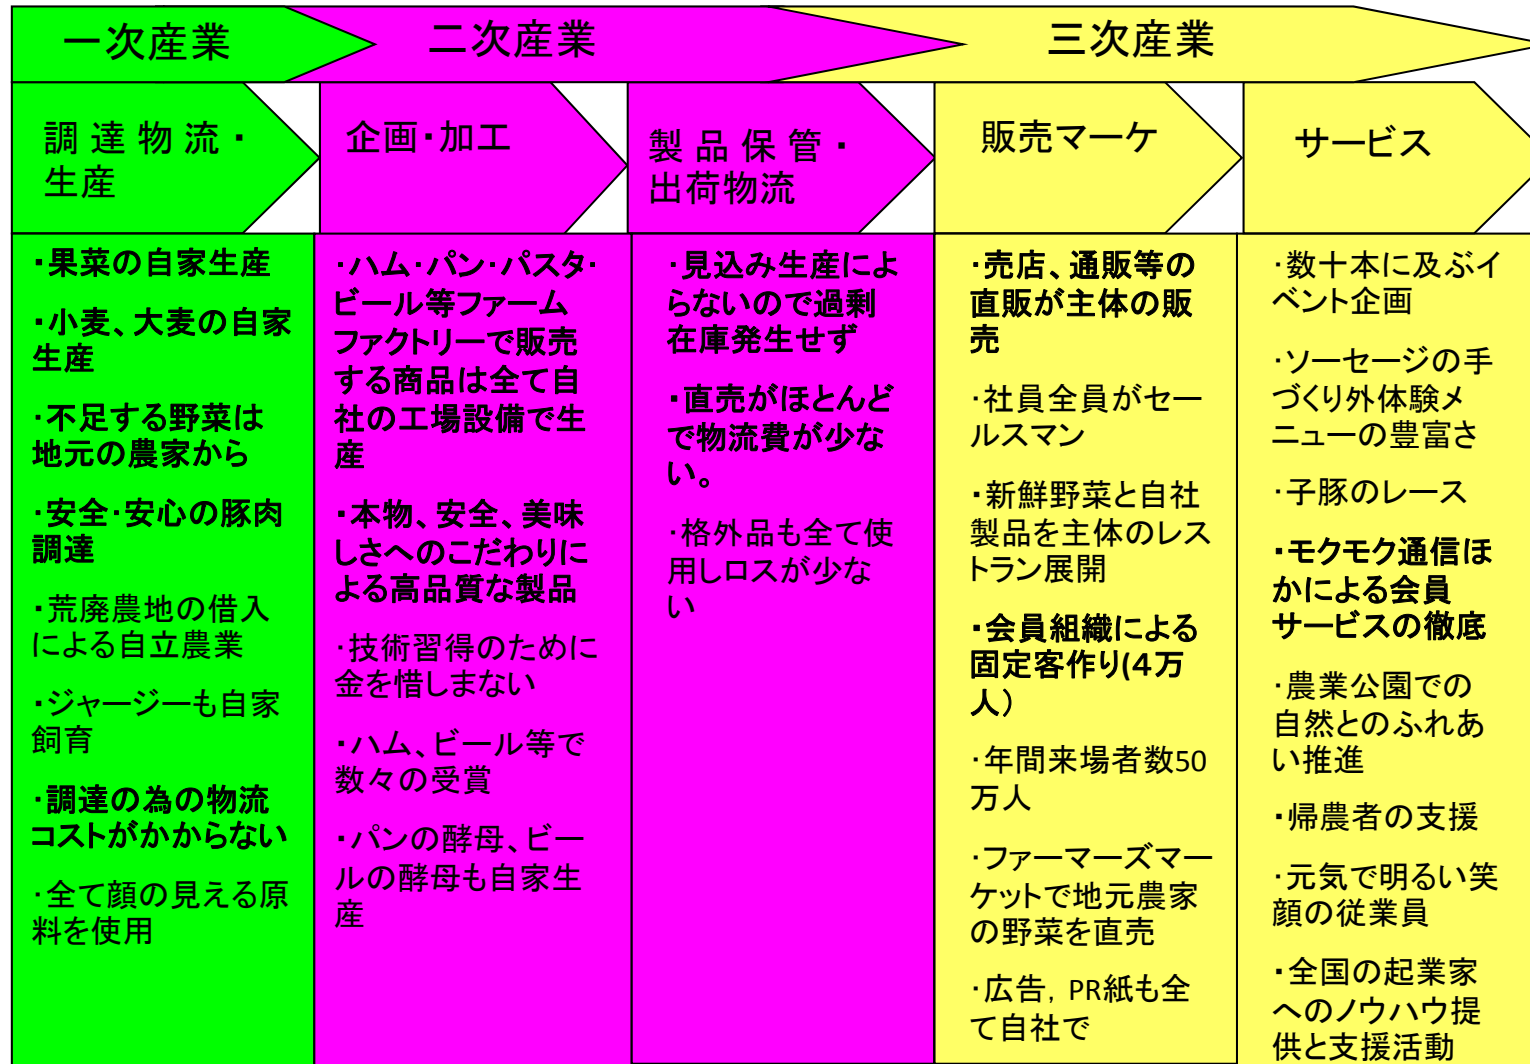 一次産業
二次産業
三次産業
調達物流・
生産
企画・加工
製品保管・
出荷物流
販売マーケ
サービス
・果菜の自家生産
・小麦、大麦の自家
生産
・不足する野菜は
地元の農家から
・安全・安心の豚肉
調達
・荒廃農地の借入
による自立農業
・ジャージーも自家
飼育
・調達の為の物流
コストがかからない
・全て顔の見える原
料を使用
・ハム・パン・パスタ・
ビール等ファーム
ファクトリーで販売
する商品は全て自
社の工場設備で生
産
・本物、安全、美味
しさへのこだわりに
よる高品質な製品
・技術習得のために
金を惜しまない
・ハム、ビール等で
数々の受賞
・パンの酵母、ビー
ルの酵母も自家生
産
・見込み生産によ
らないので過剰
在庫発生せず
・直売がほとんど
で物流費が少な
い。
・格外品も全て使
用しロスが少な
い
・売店、通販等の
直販が主体の販
売
・社員全員がセー
ルスマン
・新鮮野菜と自社
製品を主体のレス
トラン展開
・会員組織による
固定客作り(4万
人）
・年間来場者数50
万人
・ファーマーズマー
ケットで地元農家
の野菜を直売
・広告，PR紙も全
て自社で
・数十本に及ぶイ
ベント企画
・ソーセージの手
づくり外体験メ
ニューの豊富さ
・子豚のレース
・モクモク通信ほ
かによる会員
サービスの徹底
・農業公園での
自然とのふれあ
い推進
・帰農者の支援
・元気で明るい笑
顔の従業員
・全国の起業家
へのノウハウ提
供と支援活動